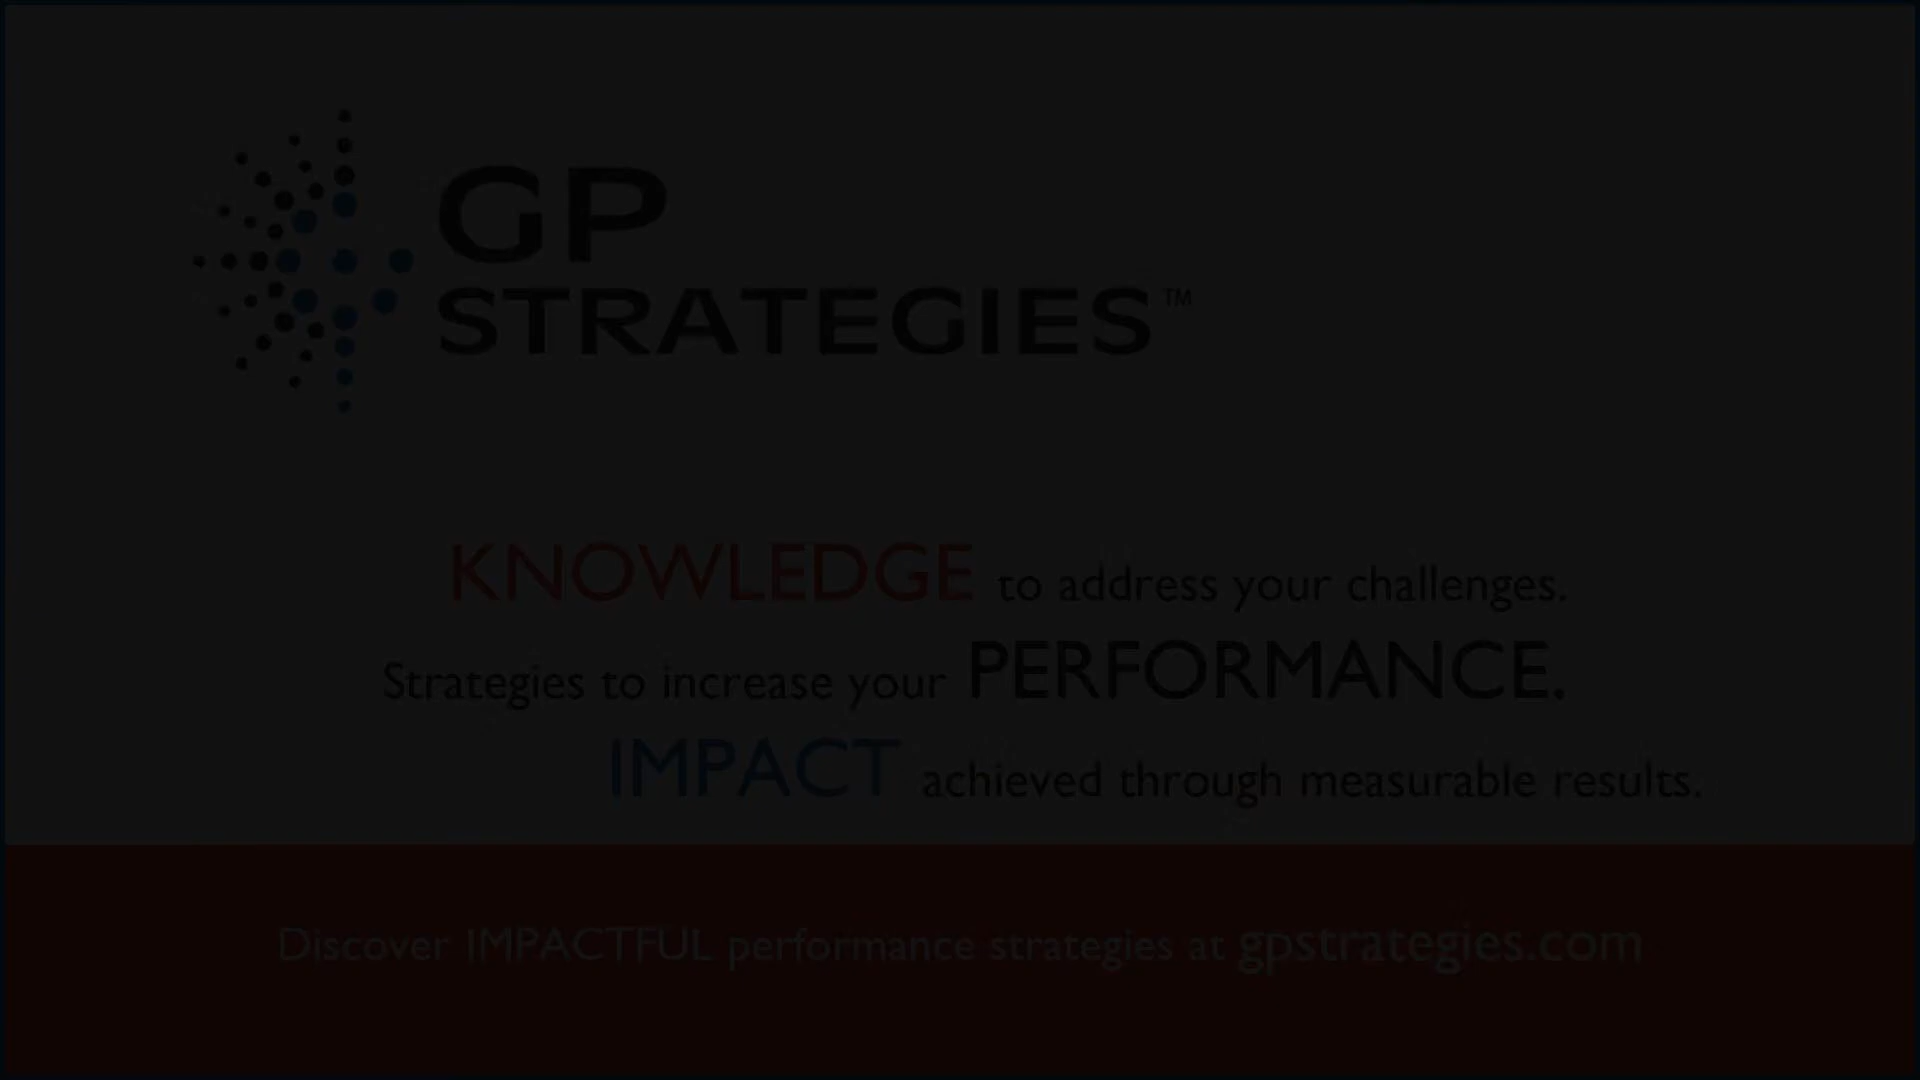 GP
STRATEGIES™
KNOWLEDGE to address your challenges.
Strategies to increase your PERFORMANCE.
IMPACT achieved through measurable results.
Discover IMPACTFUL performance strategies at gpstrategies.com